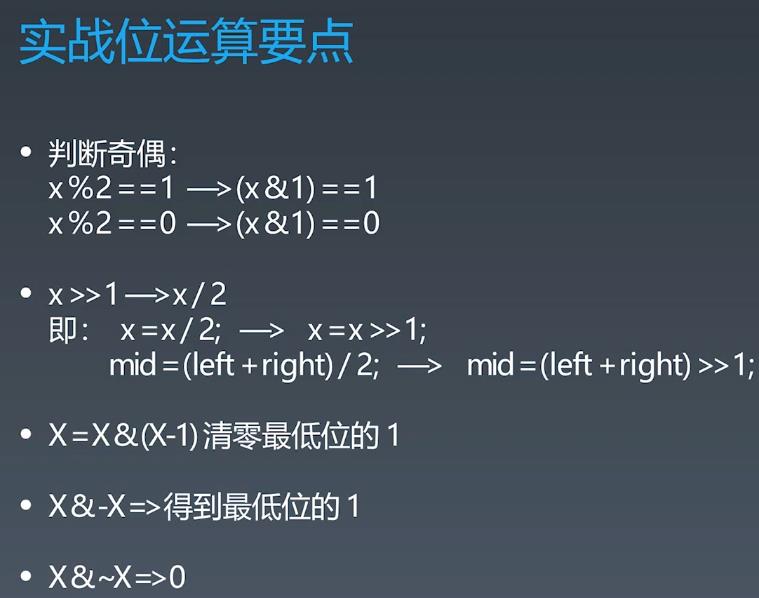 实战位运算要点
• 判断奇偶：
x%2==1 —>(x&1)==1
x%2==0 —>(x&1)==0
• x>>1—>x/2
即： x=x/2; —> x=x>>1;
mid=(left+right)/2; —> mid=(left+right)>>1;
• X=X&(X-1)清零最低位的 1
• X&-X=>得到最低位的 1
• X&~X=>0